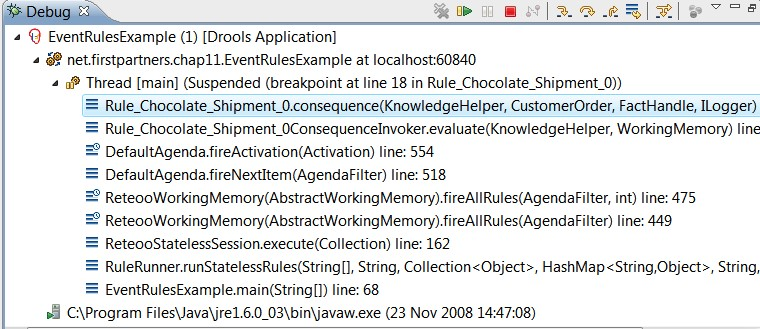 Debug
EventRulesExample (1) [Drools Application]
net.firstpartners.chap11.EventRulesExample at localhost:60840
Thread [main] (Suspended (breakpoint at line 18 in Rule_Chocolate_Shipment_0))
Rule_Chocolate_Shipment_0.consequence(KnowledgeHelper, CustomerOrder, FactHandle, ILogger)
Rule_Chocolate_Shipment_0ConsequenceInvoker.evaluate(KnowledgeHelper, WorkingMemory) line
DefaultAgenda.fireActivation(Activation) line: 554
DefaultAgenda.fireNextItem(AgendaFilter) line: 518
ReteooWorkingMemory(AbstractWorkingMemory).fireAllRules(AgendaFilter, int) line: 475
ReteooWorkingMemory(AbstractWorkingMemory).fireAllRules(AgendaFilter) line: 449
ReteooStatelessSession.execute(Collection) line: 162
RuleRunner.runStatelessRules(String[], String, Collection<Object>, HashMap<String,Object>, String,
EventRulesExample.main(String[]) line: 68
C:\Program Files\Java\jre1.6.0_03\bin\javaw.exe (23 Nov 2008 14:47:08)